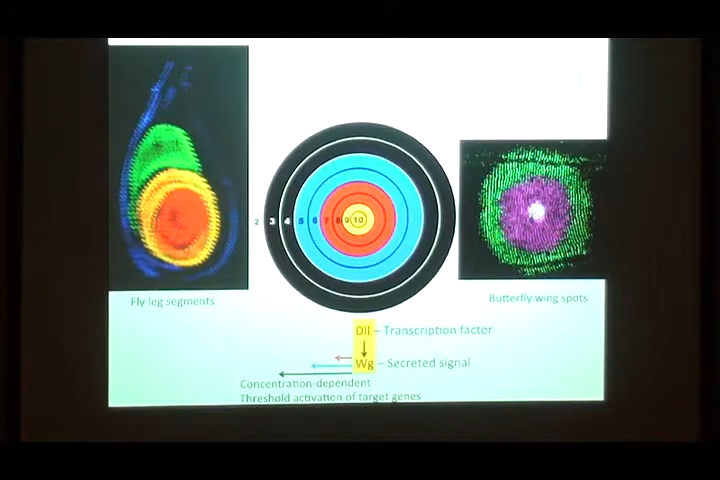 2 3 4 5 6 7 8 9 10
Fly leg segments
Butterfly wing spots
Dll – Transcription factor
Wg – Secreted signal
Concentration-dependent
Threshold activation of target genes